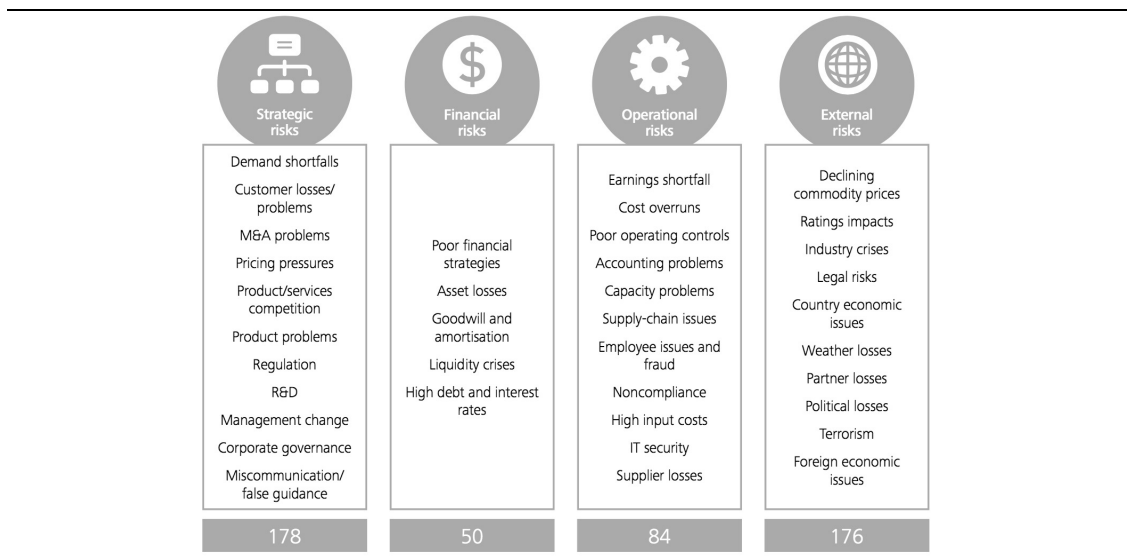 Strategic
risks
Demand shortfalls
Customer losses/
problems
M&A problems
Pricing pressures
Product/services
competition
Product problems
Regulation
R&D
Management change
Corporate governance
Miscommunication/
false guidance
178
$
Financial
risks
Poor financial
strategies
Asset losses
Goodwill and
amortisation
Liquidity crises
High debt and interest
rates
50
Operational
risks
Earnings shortfall
Cost overruns
Poor operating controls
Accounting problems
Capacity problems
Supply-chain issues
Employee issues and
fraud
Noncompliance
High input costs
IT security
Supplier losses
84
External
risks
Declining
commodity prices
Ratings impacts
Industry crises
Legal risks
Country economic
issues
Weather losses
Partner losses
Political losses
Terrorism
Foreign economic
issues
176